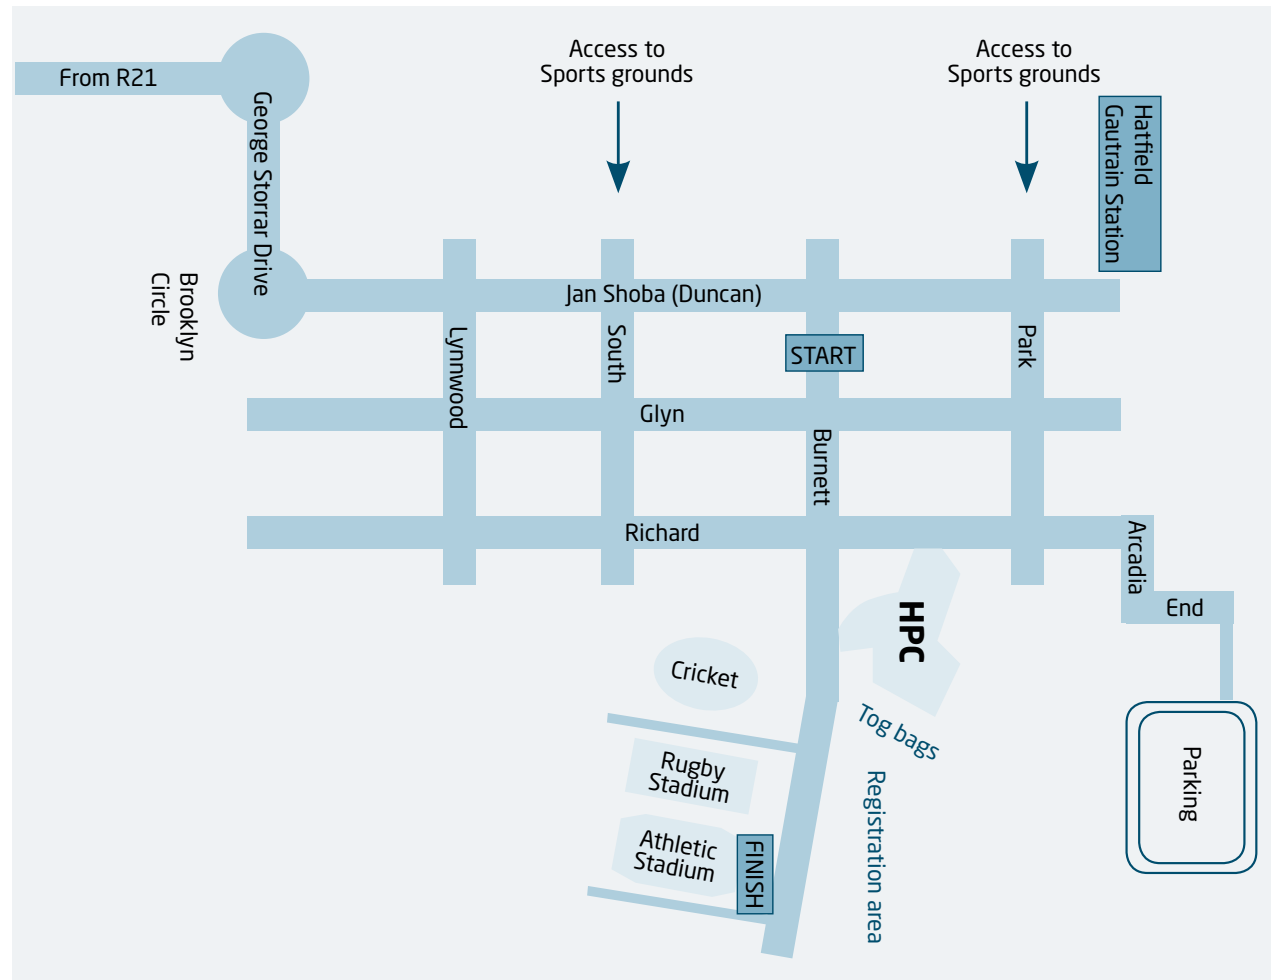 From R21
George Storrar Drive
Brooklyn
Circle
Access to
Sports grounds
Access to
Sports grounds
Hatfield
Gautrain Station
Jan Shoba (Duncan)
Lynnwood
South
START
Park
Glyn
Burnett
Richard
Arcadia
End
HPC
Cricket
Tog bags
Rugby
Stadium
Registration area
Parking
Athletic
Stadium
FINISH